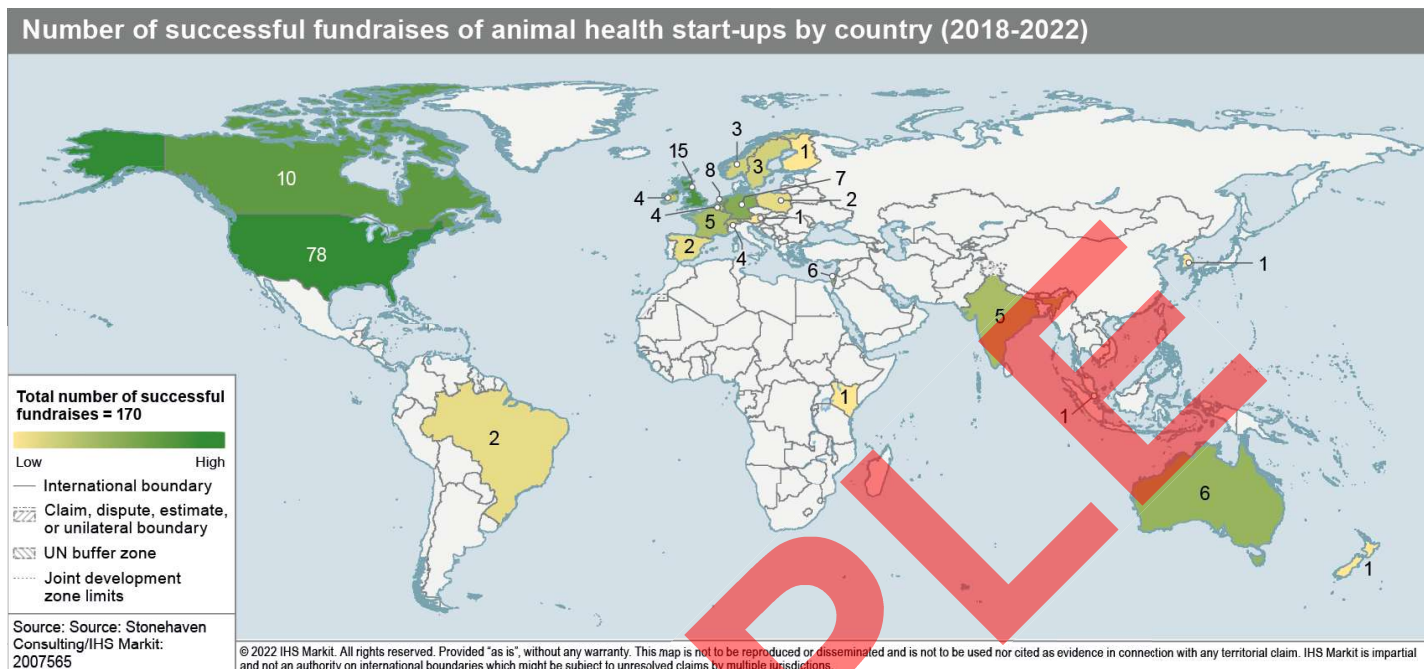 Number of successful fundraises of animal health start-ups by country (2018-2022)
3
15
8
3
1
7
10
4
4
2
5
1
78
2
4
6
1
5
1
1
2
6
1
Total number of successful
fundraises = 170
Low High
International boundary
Claim, dispute, estimate,
or unilateral boundary
UN buffer zone
Joint development
zone limits
Source: Source: Stonehaven
Consulting/IHS Markit:
2007565
© 2022 IHS Markit. All rights reserved. Provided "as is", without any warranty. This map is not to be reproduced or disseminated and is not to be used nor cited as evidence in connection with any territorial claim. IHS Markit is impartial
and not an authority on international boundaries which might be subject to unresolved claims by multiple jurisdictions.
PLE